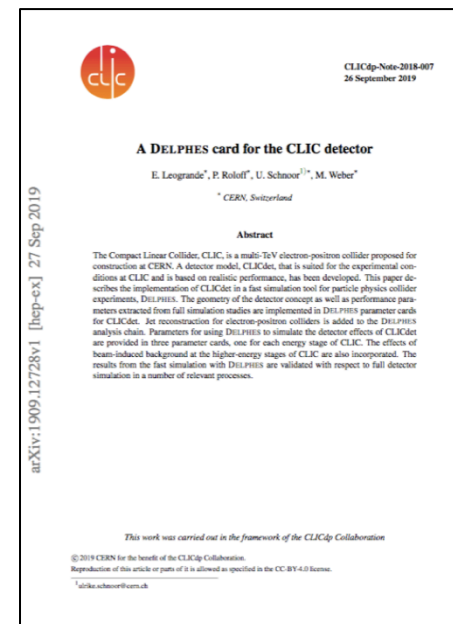 clic
CLICdp-Note-2018-007
26 September 2019
A DELPHES card for the CLIC detector
E. Leogrande*, P. Roloff*, U. Schnoor1)*, M. Weber*
* CERN, Switzerland
Abstract
The Compact Linear Collider, CLIC, is a multi-TeV electron-positron collider proposed for
construction at CERN. A detector model, CLICdet, that is suited for the experimental con-
ditions at CLIC and is based on realistic performance, has been developed. This paper de-
scribes the implementation of CLICdet in a fast simulation tool for particle physics collider
experiments, DELPHES. The geometry of the detector concept as well as performance para-
meters extracted from full simulation studies are implemented in DELPHES parameter cards
for CLICdet. Jet reconstruction for electron-positron colliders is added to the DELPHES
analysis chain. Parameters for using DELPHES to simulate the detector effects of CLICdet
are provided in three parameter cards, one for each energy stage of CLIC. The effects of
beam-induced background at the higher-energy stages of CLIC are also incorporated. The
results from the fast simulation with DELPHES are validated with respect to full detector
simulation in a number of relevant processes.
arXiv:1909.12728v1 [hep-ex] 27 Sep 2019
This work was carried out in the framework of the CLICdp Collaboration
© 2019 CERN for the benefit of the CLICdp Collaboration.
Reproduction of this article or parts of it is allowed as specified in the CC-BY-4.0 license.
1ulrike.schnoor@cern.ch